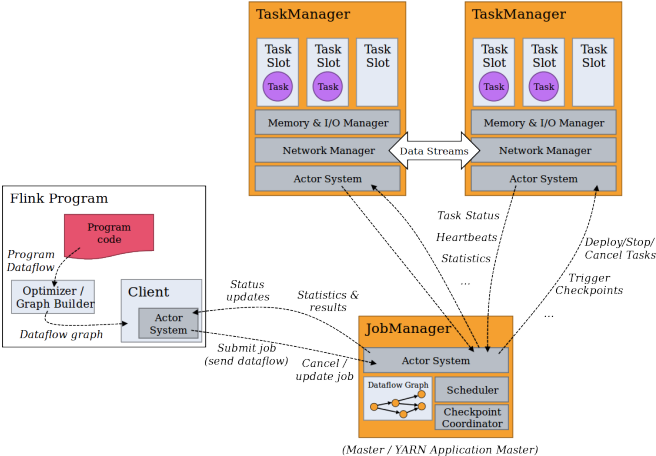 TaskManager
Task
Slot
Task
Task
Slot
Task
Task
Slot
Memory & I/O Manager
Network Manager
Actor System
Data Streams
TaskManager
Task
Slot
Task
Task
Slot
Task
Task
Slot
Memory & I/O Manager
Network Manager
Actor System
Flink Program
Program
code
Program
Dataflow
Optimizer /
Graph Builder
Dataflow graph
Client
Actor
System
Status
updates
Statistics &
results
Submit job
(send dataflow)
Cancel /
update job
Task Status
Heartbeats
Statistics
...
Deploy/Stop/
Cancel Tasks
Trigger
Checkpoints
...
JobManager
Actor System
Dataflow Graph
Scheduler
Checkpoint
Coordinator
(Master / YARN Application Master)